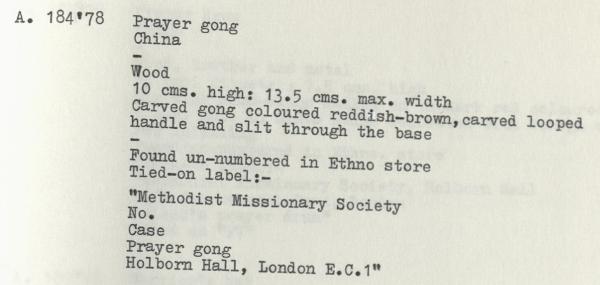 A. 184'78 Prayer gong
China
-
Wood
10 cms. high: 13.5 cms. max. width
Carved gong coloured reddish-brown, carved looped
handle and slit through the base
-
Found un-numbered in Ethno store
Tied-on label:-
"Methodist Missionary Society
No.
Case
Prayer gong
Holborn Hall, London E.C.1"